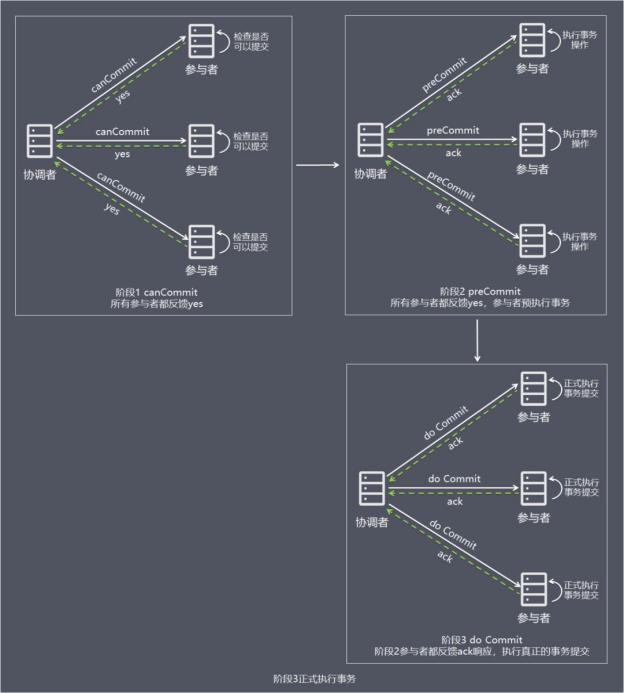 检查是否
可以提交
参与者
canCommit
yes
canCommit
yes
检查是否
可以提交
协调者
参与者
canCommit
yes
检查是否
可以提交
参与者
阶段1 canCommit
所有参与者都反馈yes
执行事务
操作
参与者
preCommit
ack
preCommit
ack
执行事务
操作
协调者
参与者
preCommit
ack
执行事务
操作
参与者
阶段2 preCommit
所有参与者都反馈yes，参与者预执行事务
正式执行
事务提交
参与者
do Commit
ack
do Commit
ack
正式执行
事务提交
协调者
参与者
do Commit
ack
正式执行
事务提交
参与者
阶段3 do Commit
阶段2参与者都反馈ack响应，执行真正的事务提交
阶段3正式执行事务